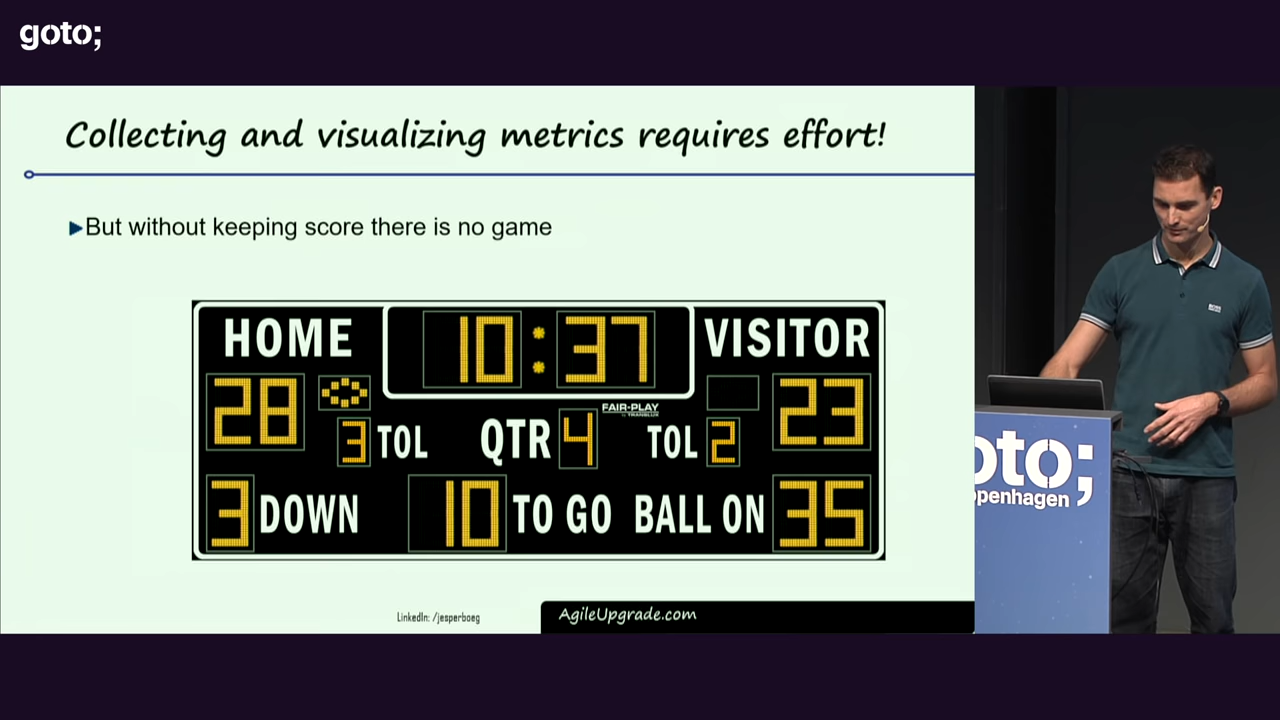 goto;
Collecting and visualizing metrics requires effort!
But without keeping score there is no game
HOME 10:37 VISITOR
28 23
FAIR-PLAY
3 TOL QTR 4 TOL 2
3 DOWN 10 TO GO BALL ON 35
LinkedIn: /jesperboeg
AgileUpgrade.com
oto;
openhagen